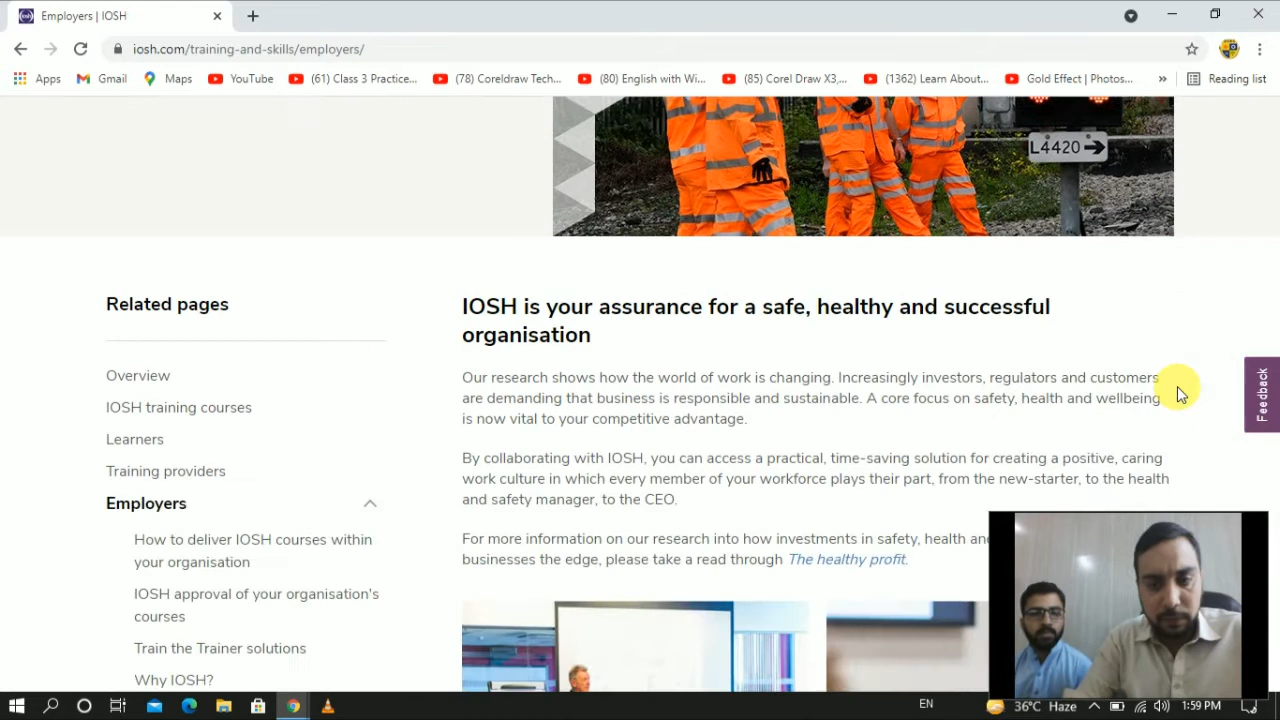 Employers | IOSH
iosh.com/training-and-skills/employers/
Apps Gmail Maps YouTube (61) Class 3 Practice... (78) Coreldraw Tech... (80) English with Wi... (85) Corel Draw X3,... (1362) Learn About... Gold Effect | Photos... » Reading list
L4420
Related pages
Overview
IOSH training courses
Learners
Training providers
Employers
How to deliver IOSH courses within
your organisation
IOSH approval of your organisation's
courses
Train the Trainer solutions
Why IOSH?
IOSH is your assurance for a safe, healthy and successful
organisation
Our research shows how the world of work is changing. Increasingly investors, regulators and customers
are demanding that business is responsible and sustainable. A core focus on safety, health and wellbeing
is now vital to your competitive advantage.
By collaborating with IOSH, you can access a practical, time-saving solution for creating a positive, caring
work culture in which every member of your workforce plays their part, from the new-starter, to the health
and safety manager, to the CEO.
For more information on our research into how investments in safety, health and
businesses the edge, please take a read through The healthy profit.
Feedback
EN
36°C Haze
1:59 PM